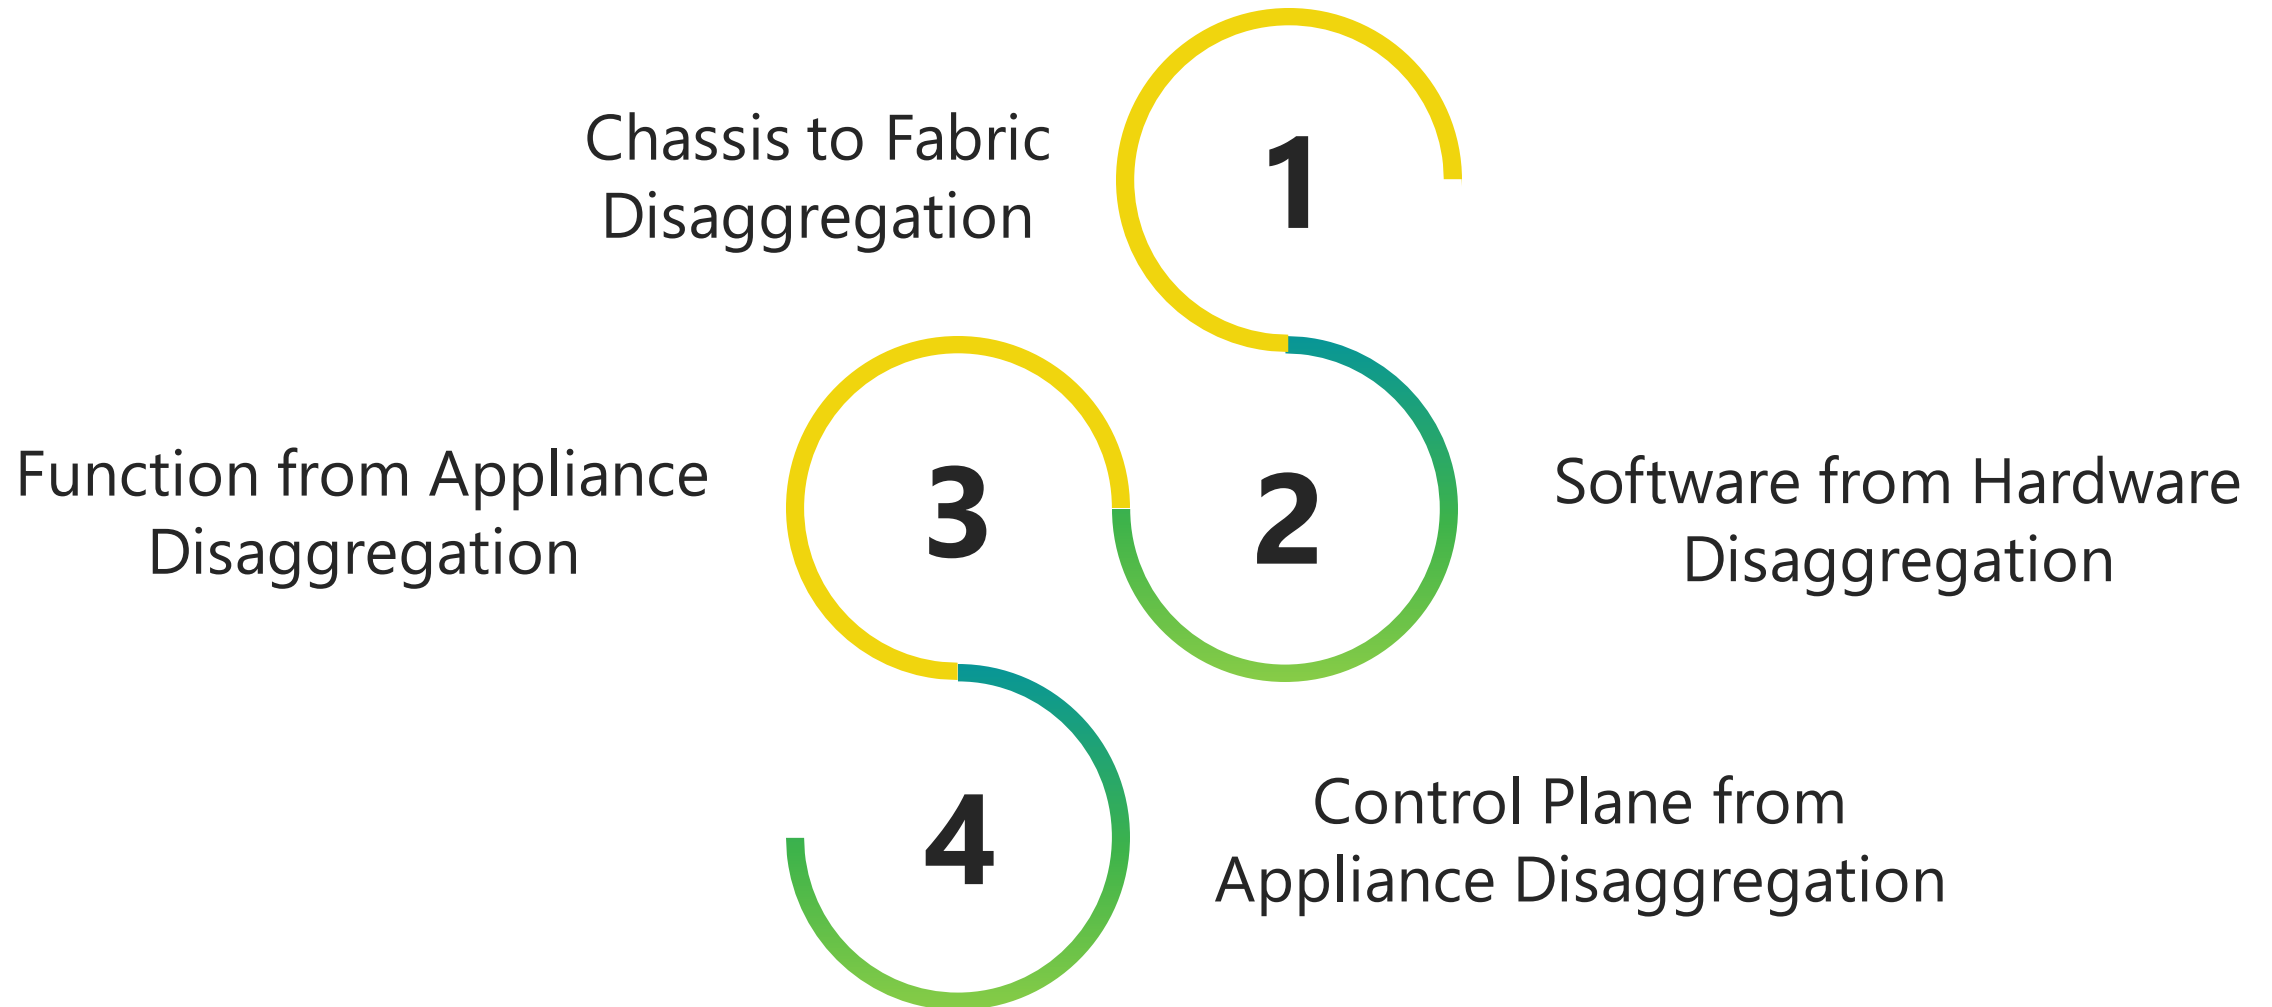 1
Chassis to Fabric
Disaggregation
2
Software from Hardware
Disaggregation
3
Function from Appliance
Disaggregation
4
Control Plane from
Appliance Disaggregation